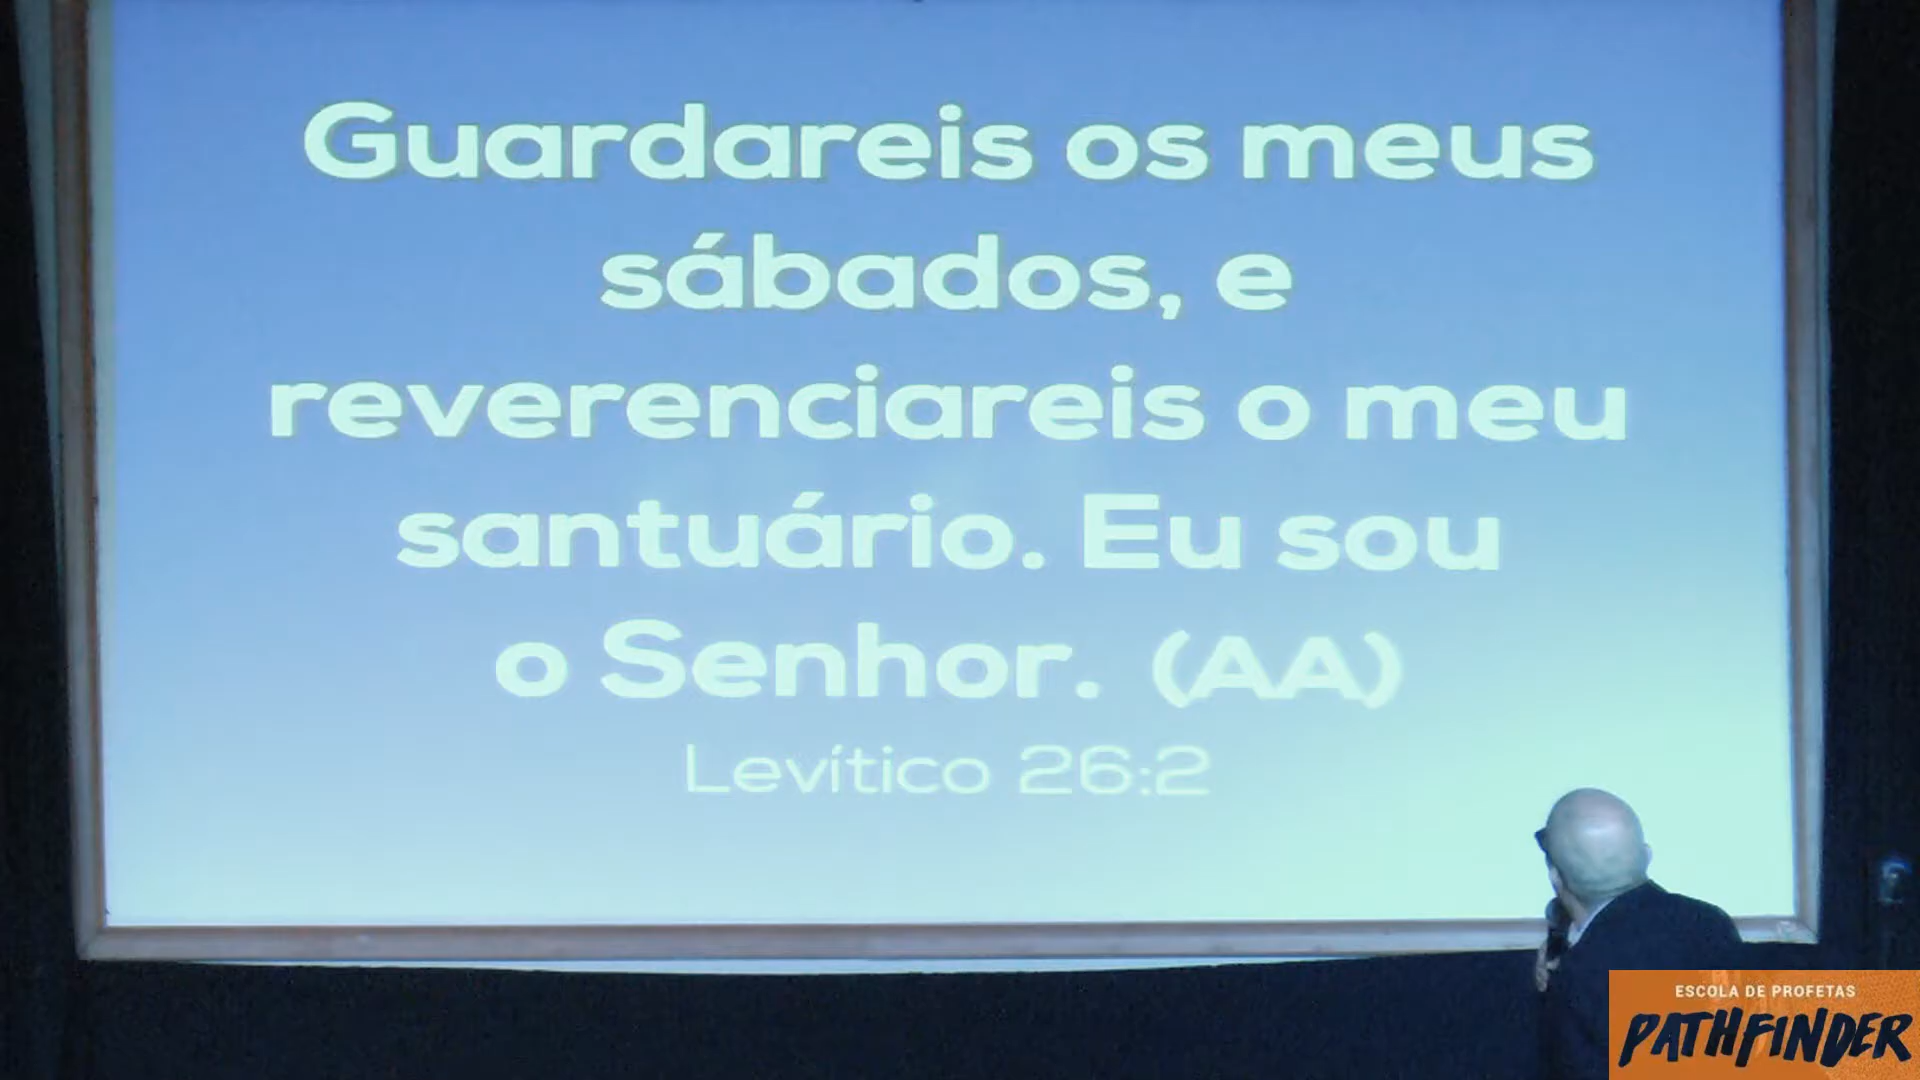 Guardareis os meus
sábados, e
reverenciareis o meu
santuário. Eu sou
o Senhor. (AA)
Levítico 26:2
ESCOLA DE PROFETAS
PATHFINDER